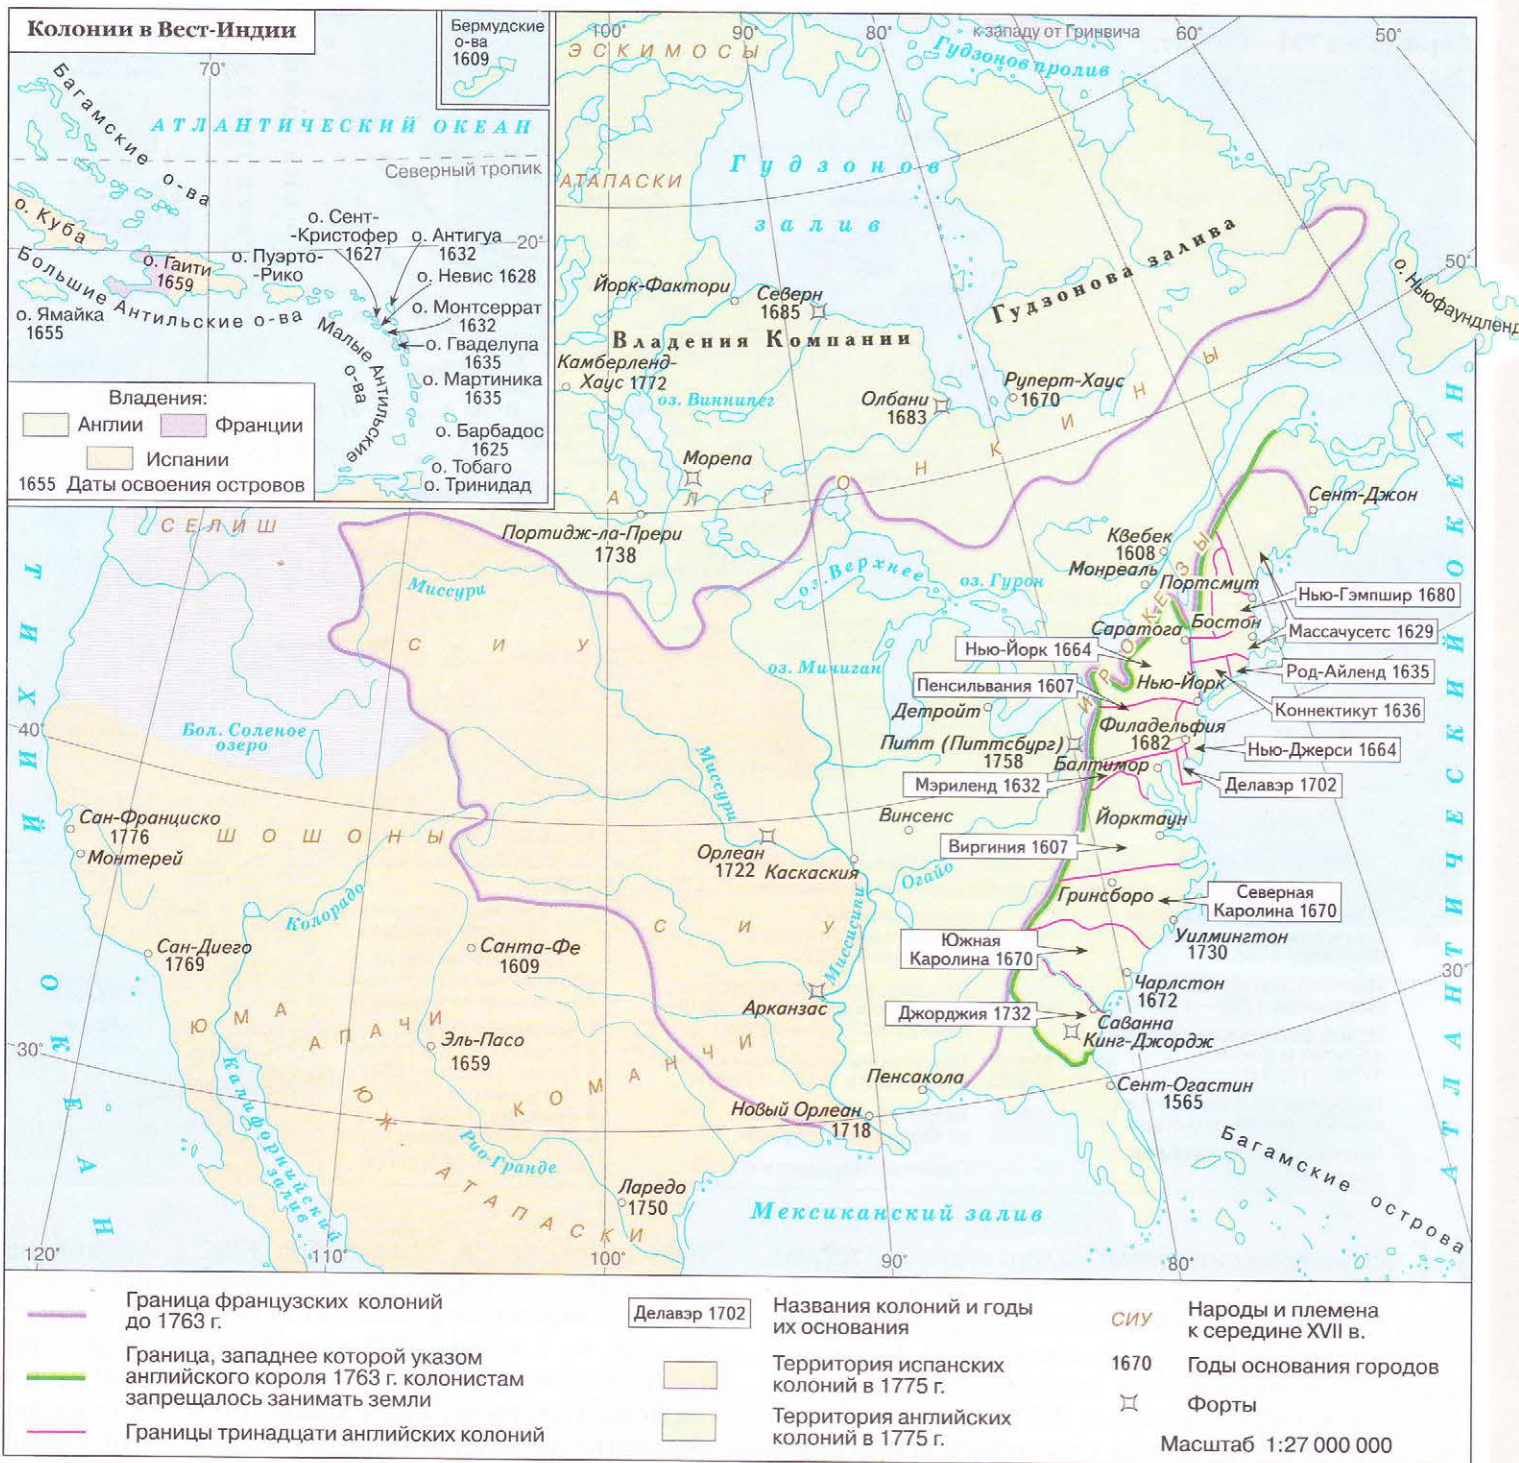 Колонии в Вест-Индии
Бермудские
о-ва
1609
70°
Багамские
о-ва
АТЛАНТИЧЕСКИЙ ОКЕАН
Северный тропик
о. Куба
о. Сент-
-Кристофер
1627
о. Антигуа
1632
20°
о. Гаити
1659
о. Пуэрто-
-Рико
о. Невис 1628
Большие Антильские о-ва
о. Ямайка
1655
о. Монтсеррат
1632
Малые Антильские
о-ва
о. Гваделупа
1635
о. Мартиника
1635
о. Барбадос
1625
о. Тобаго
о. Тринидад
Владения:
Англии
Франции
Испании
1655 Даты освоения островов
100°
90°
80°
к западу от Гринвича
60°
50°
ЭСКИМОСЫ
Гудзонов пролив
АТАПАСКИ
Гудзонов
залив
50°
о. Ньюфаундленд
Йорк-Фактори
Северн
1685
Владения Компании
Гудзонова залива
Камберленд-
Хаус 1772
оз. Виннипег
Олбани
1683
Руперт-Хаус
1670
Морепа
АЛГОНКИНЫ
СЕЛИШ
Портидж-ла-Прери
1738
Сент-Джон
Квебек
1608
Монреаль
Портсмут
ИРОКЕЗЫ
Миссури
оз. Верхнее
оз. Гурон
Нью-Гэмпшир 1680
Саратога
Бостон
Массачусетс 1629
СИУ
Нью-Йорк 1664
оз. Мичиган
Род-Айленд 1635
Пенсильвания 1607
Нью-Йорк
Детройт
Коннектикут 1636
40°
Бол. Соленое
озеро
Филадельфия
1682
Питт (Питтсбург)
1758
Нью-Джерси 1664
Балтимор
Мэриленд 1632
Делавэр 1702
Миссури
Сан-Франциско
1776
Монтерей
ШОШОНЫ
Винсенс
Йорктаун
Орлеан
1722
Каскаския
Виргиния 1607
Огайо
Гринсборо
Северная
Каролина 1670
Колорадо
СИУ
Миссисипи
Сан-Диего
1769
Санта-Фе
1609
Южная
Каролина 1670
Уилмингтон
1730
30°
Чарлстон
1672
Арканзас
Джорджия 1732
Саванна
Кинг-Джордж
ЮМА
АПАЧИ
30°
Эль-Пасо
1659
КОМАНЧИ
Пенсакола
Сент-Огастин
1565
Новый Орлеан
1718
Калифорнийский
залив
Рио-Гранде
ЮЖ. АТАПАСКИ
Ларедо
1750
Мексиканский залив
Багамские острова
ТИХИЙ ОКЕАН
АТЛАНТИЧЕСКИЙ ОКЕАН
120°
110°
100°
90°
80°
Граница французских колоний
до 1763 г.
Граница, западнее которой указом
английского короля 1763 г. колонистам
запрещалось занимать земли
Границы тринадцати английских колоний
Делавэр 1702
Названия колоний и годы
их основания
Территория испанских
колоний в 1775 г.
Территория английских
колоний в 1775 г.
СИУ
Народы и племена
к середине XVII в.
1670
Годы основания городов
Форты
Масштаб 1:27 000 000